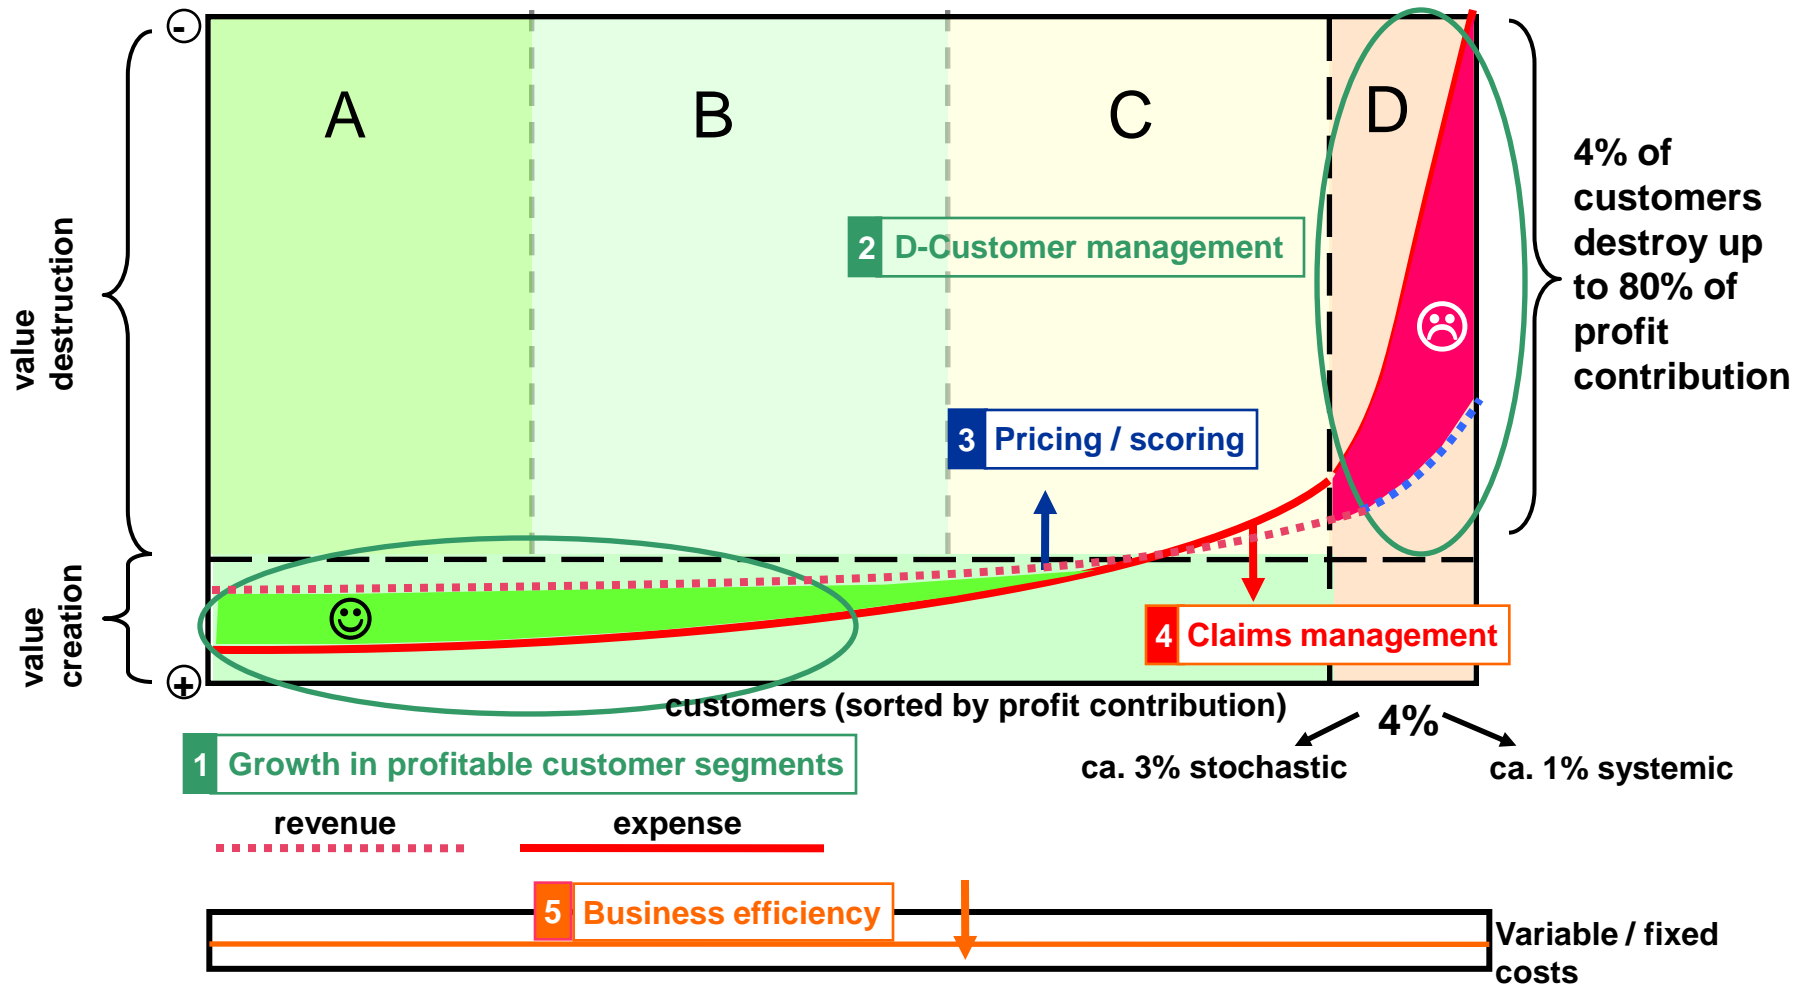 -
A
B
C
D
value
destruction
4% of
customers
destroy up
to 80% of
profit
contribution
2 D-Customer management
3 Pricing / scoring
value
creation
4 Claims management
+
customers (sorted by profit contribution)
4%
ca. 3% stochastic
ca. 1% systemic
1 Growth in profitable customer segments
revenue
expense
5 Business efficiency
Variable / fixed
costs